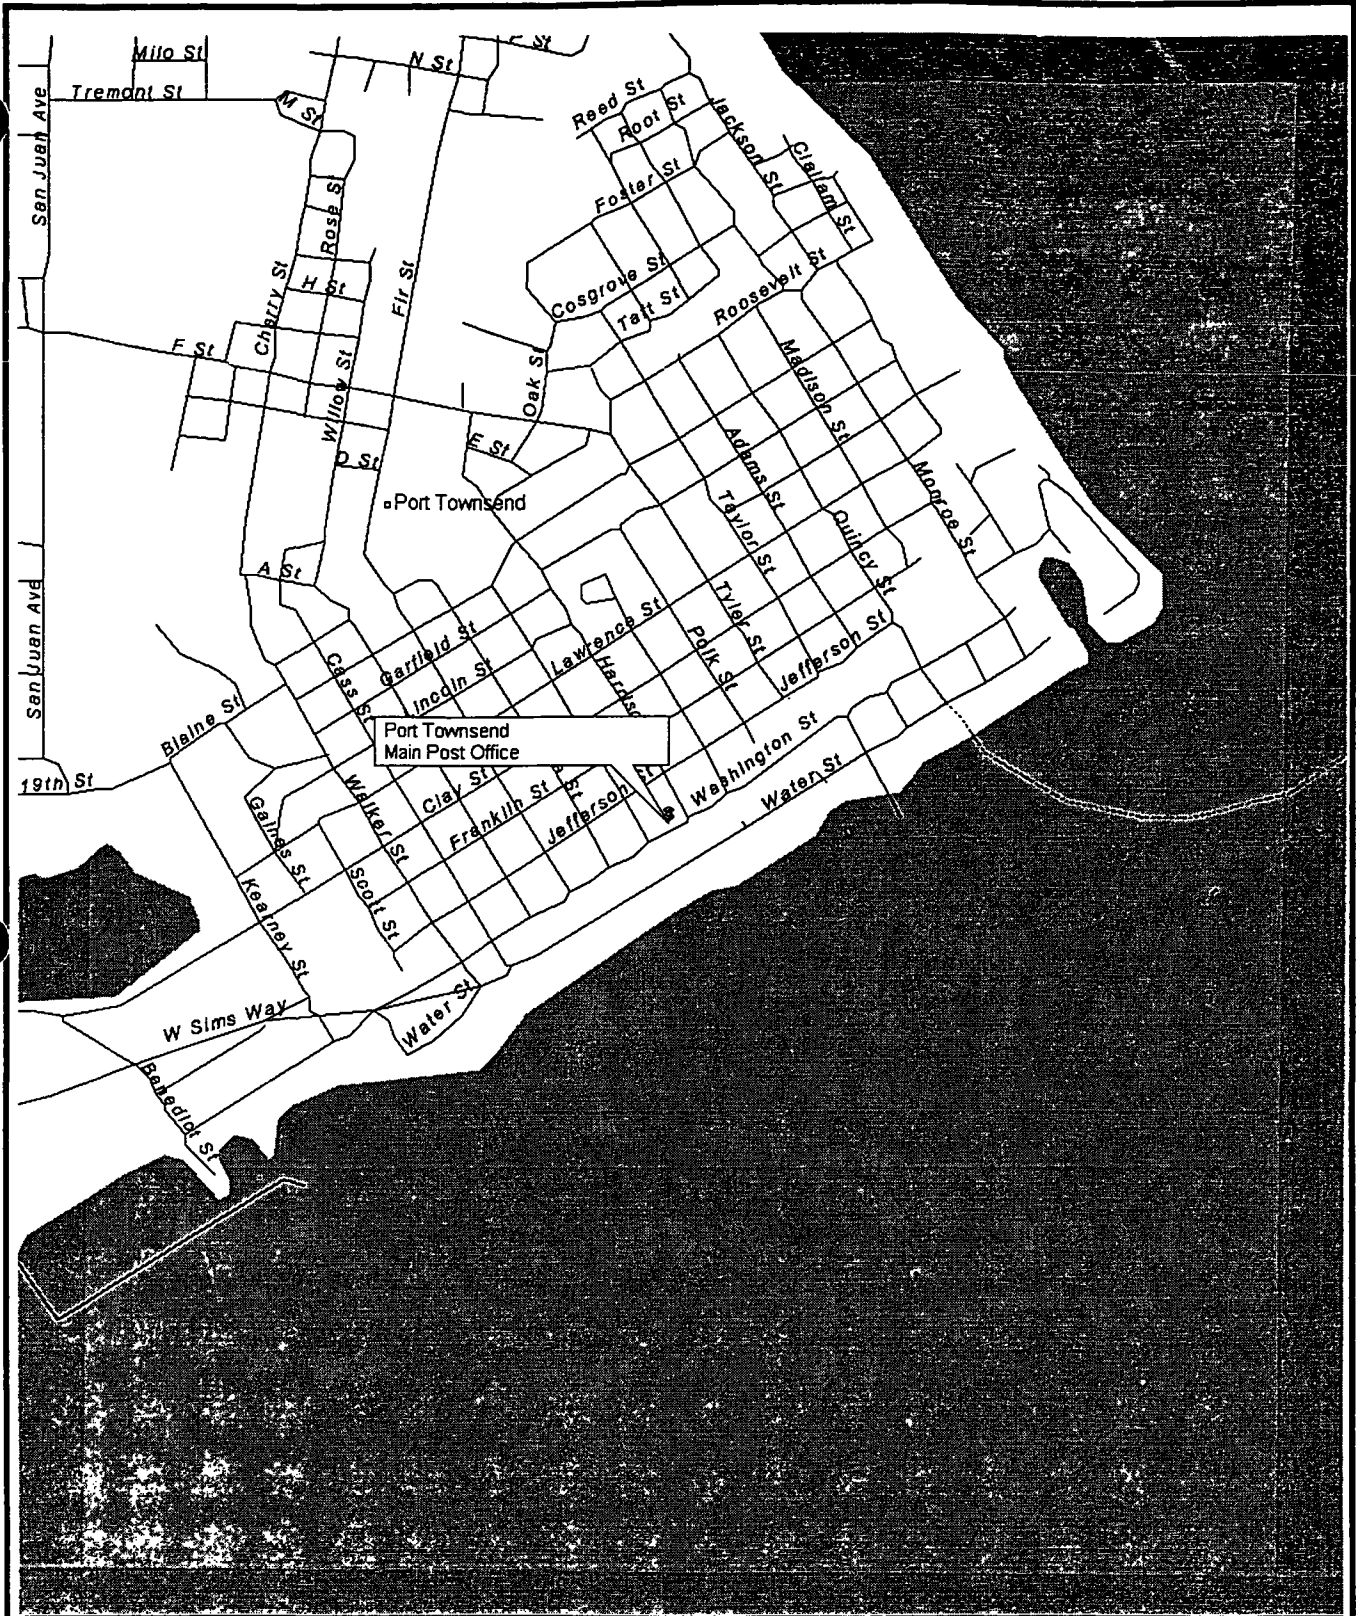 Milo St
N St
Tremont St
M St
Reed St
Root St
Jackson St
San Juan Ave
Clallam St
Rose St
Foster St
Fir St
Cherry St
H St
Cosgrove St
Tait St
Roosevelt St
F St
Willow St
Oak St
Madison St
E St
D St
Adams St
Monroe St
Port Townsend
Taylor St
Quincy St
A St
San Juan Ave
Garfield St
Lawrence St
Tyler St
Polk St
Jefferson St
Cass St
incoln St
Harriso
Blaine St
Port Townsend
Main Post Office
19th St
Washington St
Water St
Walker St
Clay St
Franklin St
Jefferson
St
Gaines St
Scott St
Kearney St
W Sims Way
Water St
Benedict St